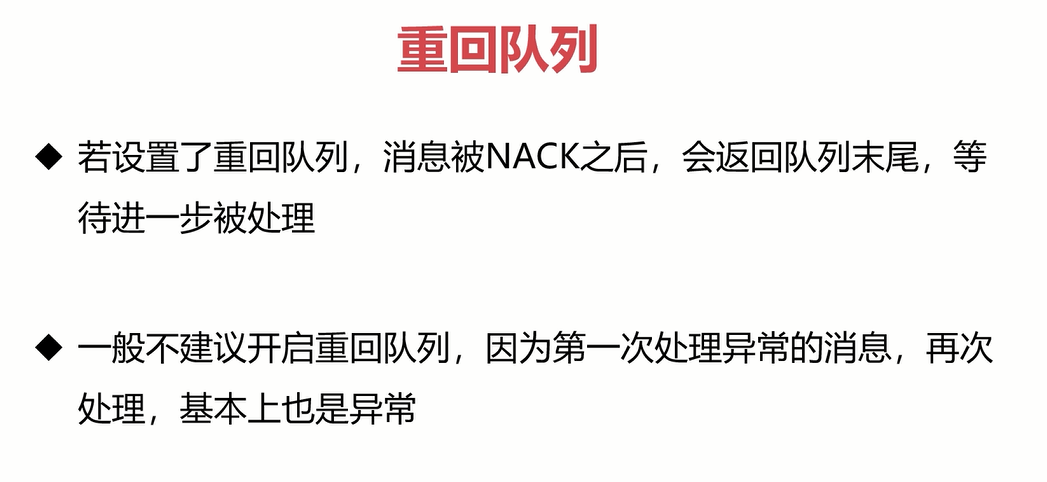 重回队列
◆ 若设置了重回队列，消息被NACK之后，会返回队列末尾，等
待进一步被处理
◆ 一般不建议开启重回队列，因为第一次处理异常的消息，再次
处理，基本上也是异常